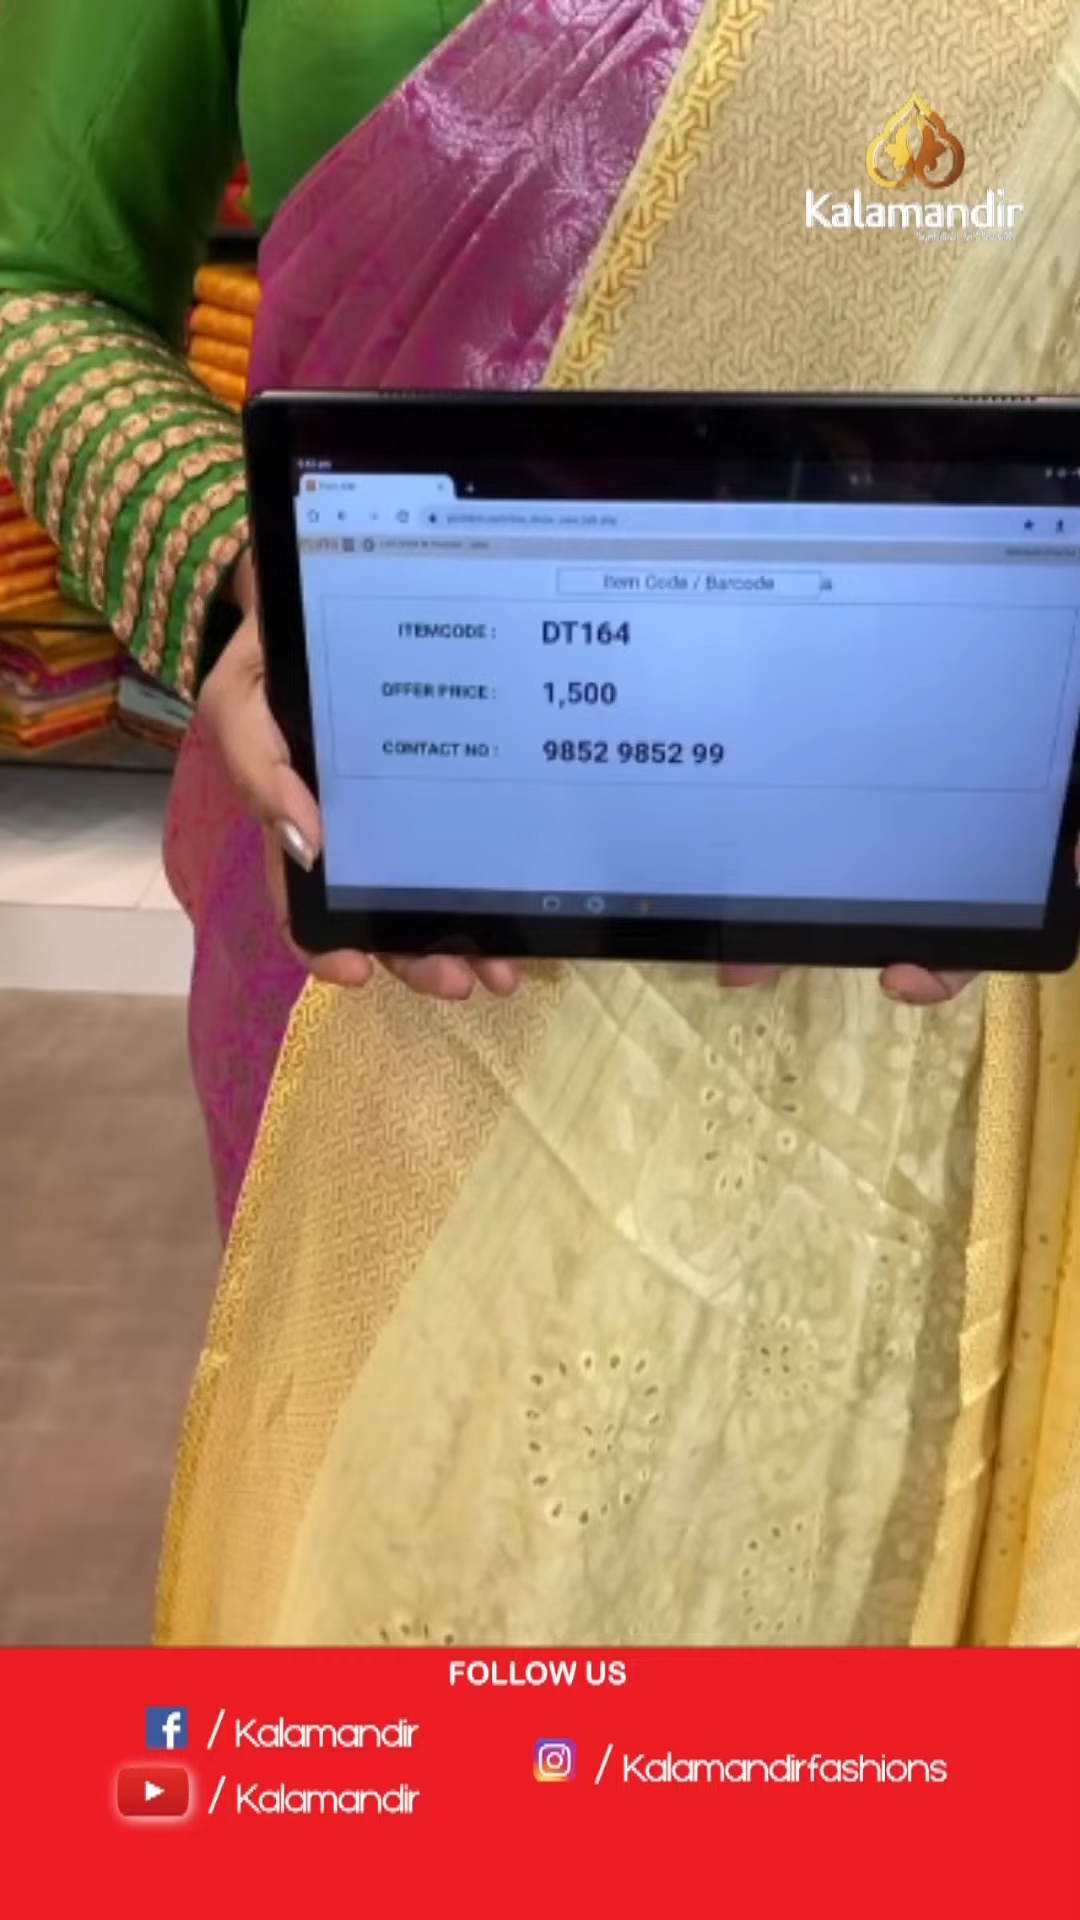 Kalamandir
Item Code / Barcode
ITEMCODE : DT164
OFFER PRICE : 1,500
CONTACT NO : 9852 9852 99
FOLLOW US
/ Kalamandir
/ Kalamandirfashions
/ Kalamandir